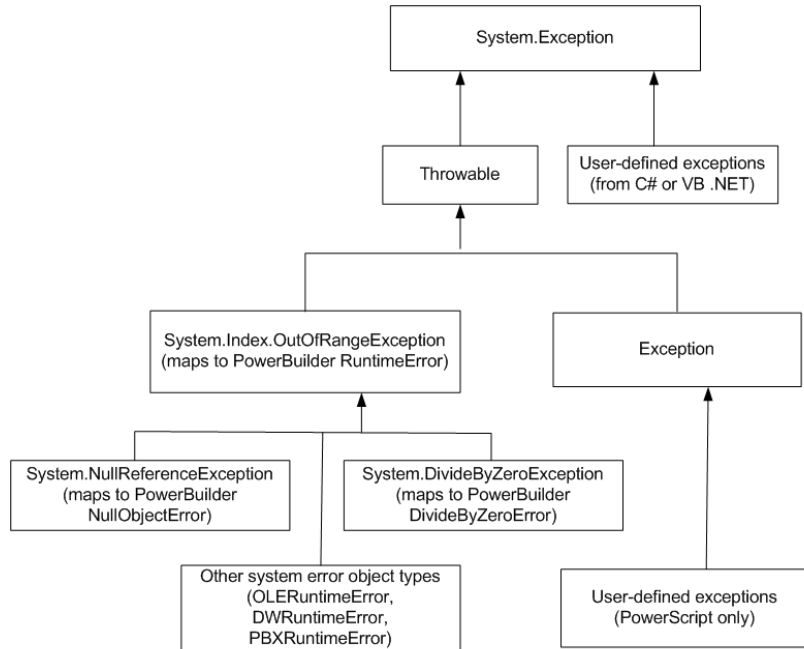 System.Exception
Throwable
User-defined exceptions
(from C# or VB .NET)
System.Index.OutOfRangeException
(maps to PowerBuilder RuntimeError)
Exception
System.NullReferenceException
(maps to PowerBuilder
NullObjectError)
System.DivideByZeroException
(maps to PowerBuilder
DivideByZeroError)
Other system error object types
(OLERuntimeError,
DWRuntimeError,
PBXRuntimeError)
User-defined exceptions
(PowerScript only)